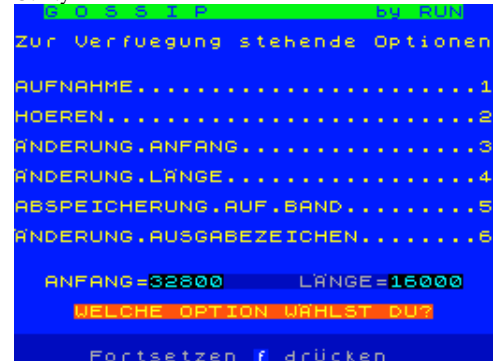 G O S S I P by RUN
Zur Verfuegung stehende Optionen
AUFNAHME.......................1
HOEREN.........................2
ÄNDERUNG.ANFANG................3
ÄNDERUNG.LÄNGE.................4
ABSPEICHERUNG.AUF.BAND.........5
ÄNDERUNG.AUSGABEZEICHEN........6
ANFANG=32800 LÄNGE=16000
WELCHE OPTION WÄHLST DU?
Fortsetzen f drücken